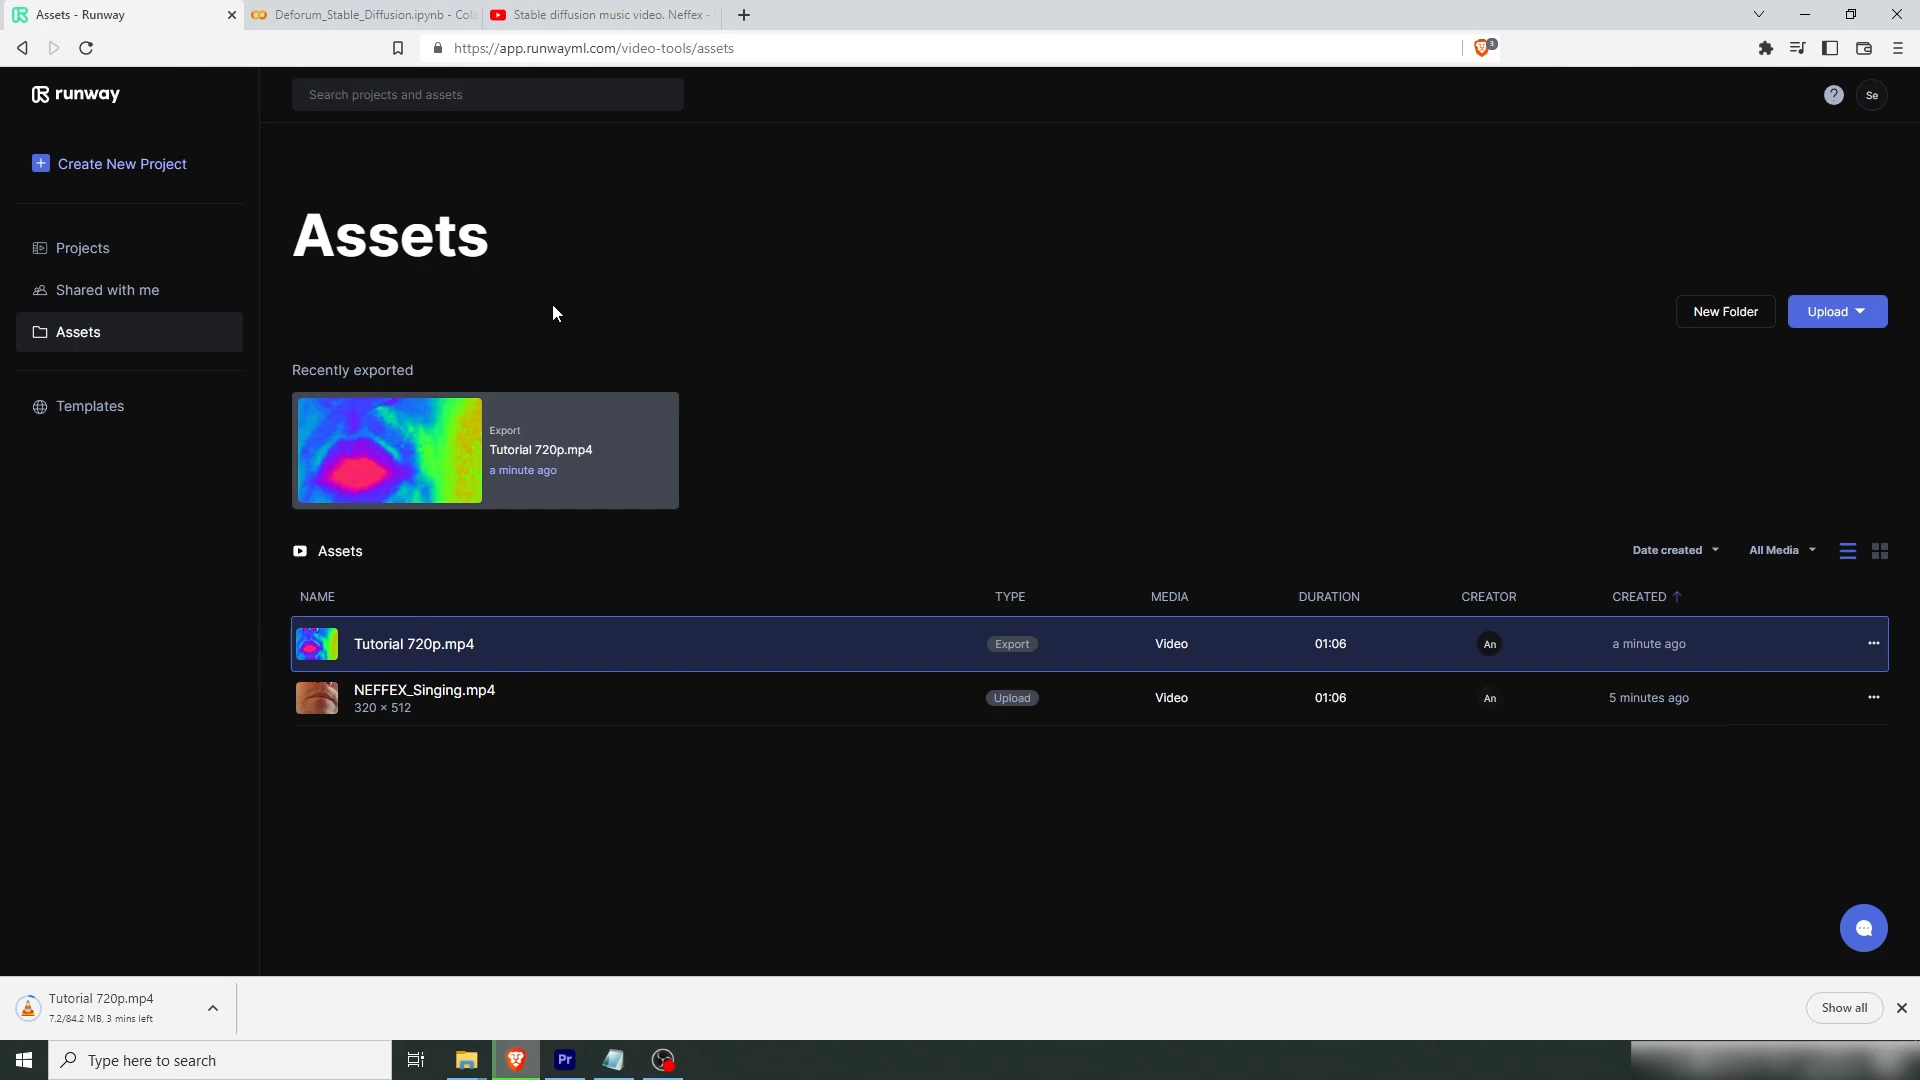 Assets - Runway
Deforum_Stable_Diffusion.ipynb - Col
Stable diffusion music video. Neffex -
https://app.runwayml.com/video-tools/assets
3
runway
Search projects and assets
?
Se
Create New Project
Assets
Projects
Shared with me
Assets
Templates
New Folder
Upload
Recently exported
Export
Tutorial 720p.mp4
a minute ago
Assets
Date created
All Media
NAME
TYPE
MEDIA
DURATION
CREATOR
CREATED ↑
Tutorial 720p.mp4
Export
Video
01:06
An
a minute ago
NEFFEX_Singing.mp4
320 × 512
Upload
Video
01:06
An
5 minutes ago
Tutorial 720p.mp4
7.2/84.2 MB, 3 mins left
Show all
Type here to search
Pr